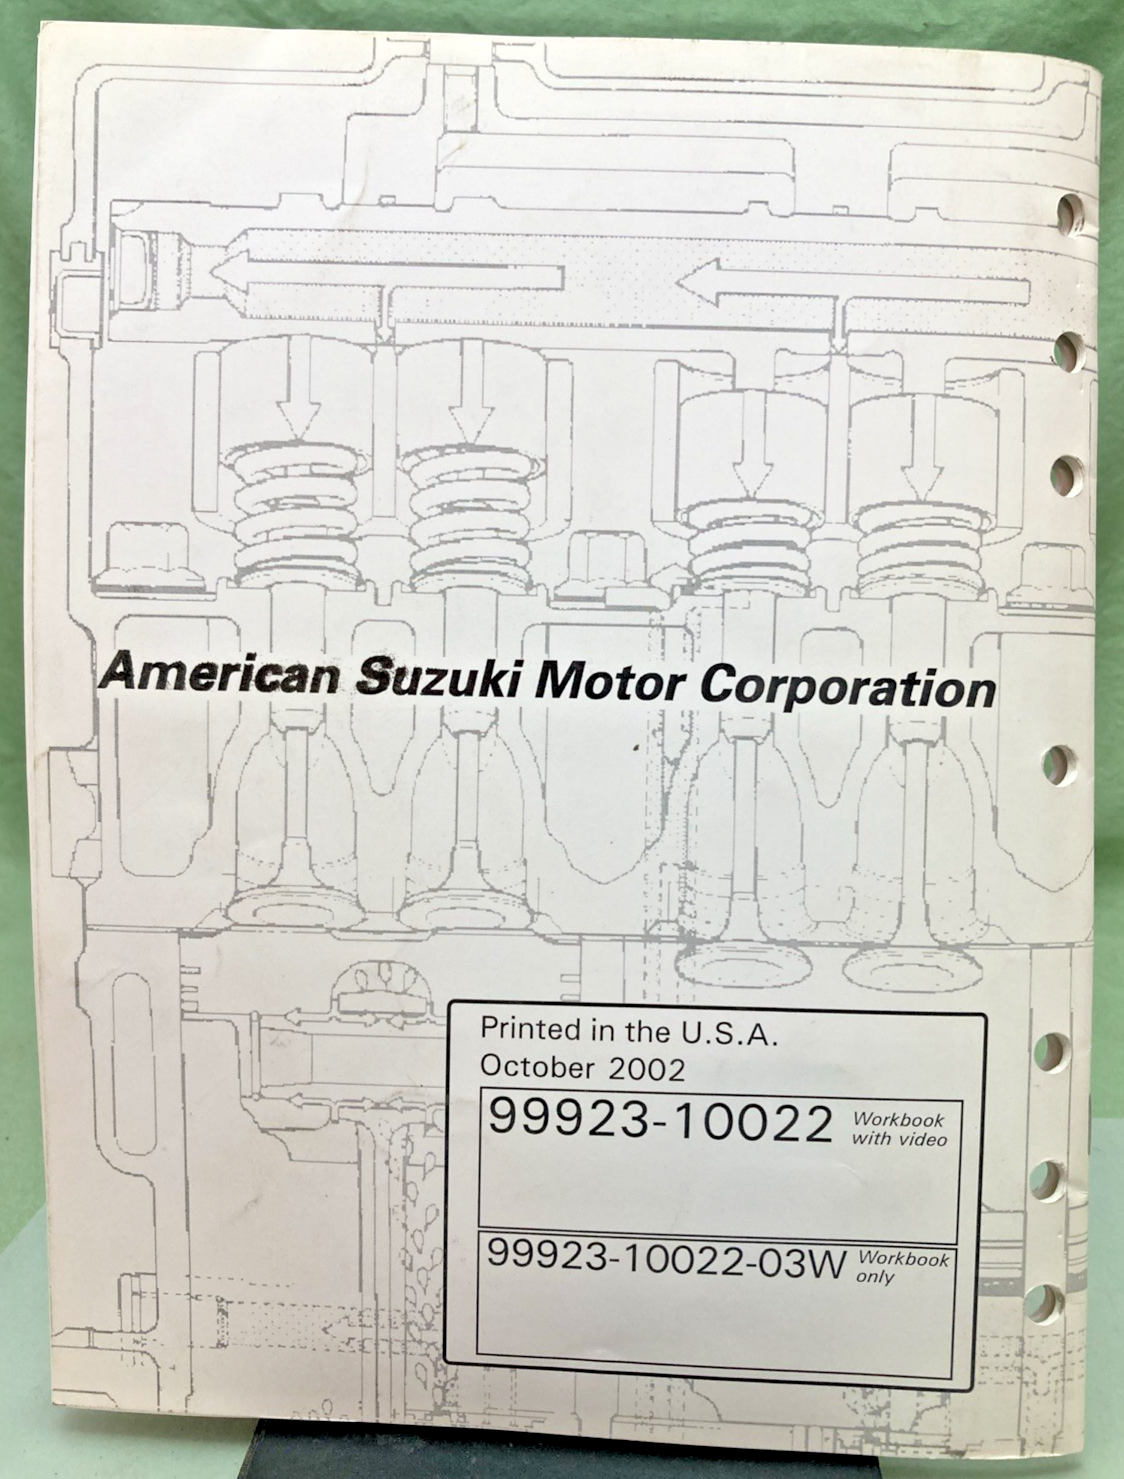 American Suzuki Motor Corporation
Printed in the U.S.A.
October 2002
99923-10022 Workbook
with video
99923-10022-03W Workbook
only